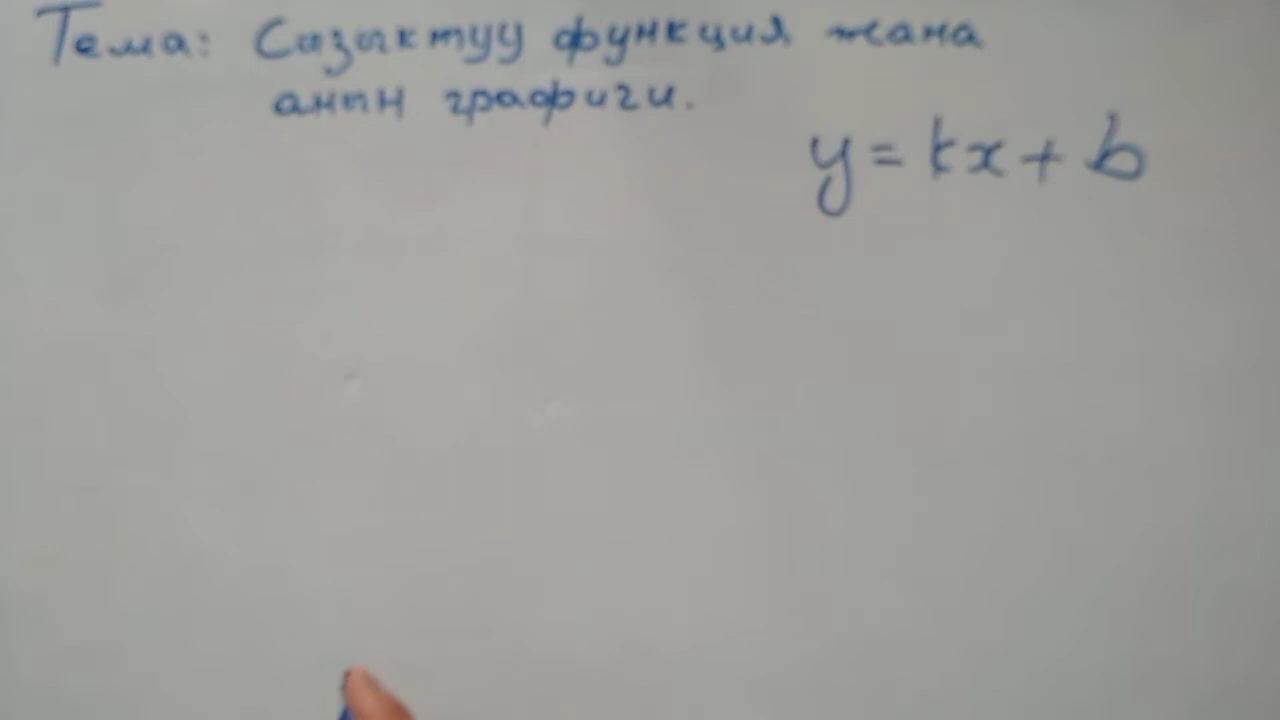 Тема: Сызыктуу функция жана
анын графиги.
y = kx + b